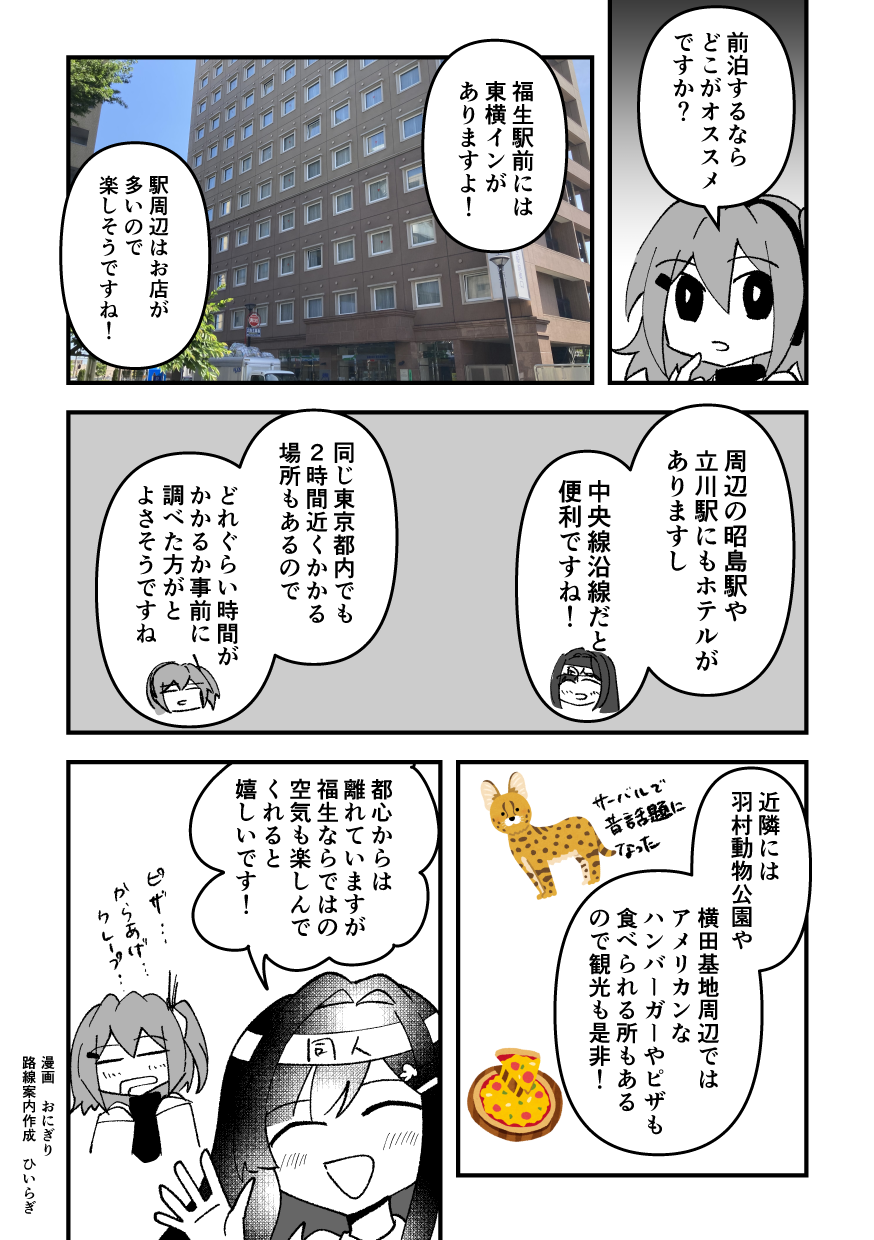 前泊するなら
どこがオススメ
ですか？
福生駅前には
東横インが
ありますよ！
駅周辺はお店が
多いので
楽しそうですね！
周辺の昭島駅や
立川駅にもホテルが
ありますし
中央線沿線だと
便利ですね！
同じ東京都内でも
２時間近くかかる
場所もあるので
どれぐらい時間が
かかるか事前に
調べた方がと
よさそうですね
近隣には
羽村動物公園や
横田基地周辺では
アメリカンな
ハンバーガーやピザも
食べられる所もある
ので観光も是非！
サーバルで
昔話題に
なった
都心からは
離れていますが
福生ならではの
空気も楽しんで
くれると
嬉しいです！
同人
ピザ…
からあげ…
クレープ…
漫画　おにぎり
路線案内作成　ひいらぎ